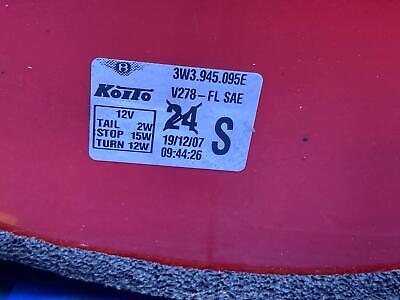 B
3W3.945.095E
KOITO
V278-FL SAE
12V
TAIL 2W
STOP 15W
TURN 12W
24
S
19/12/07
09:44:26